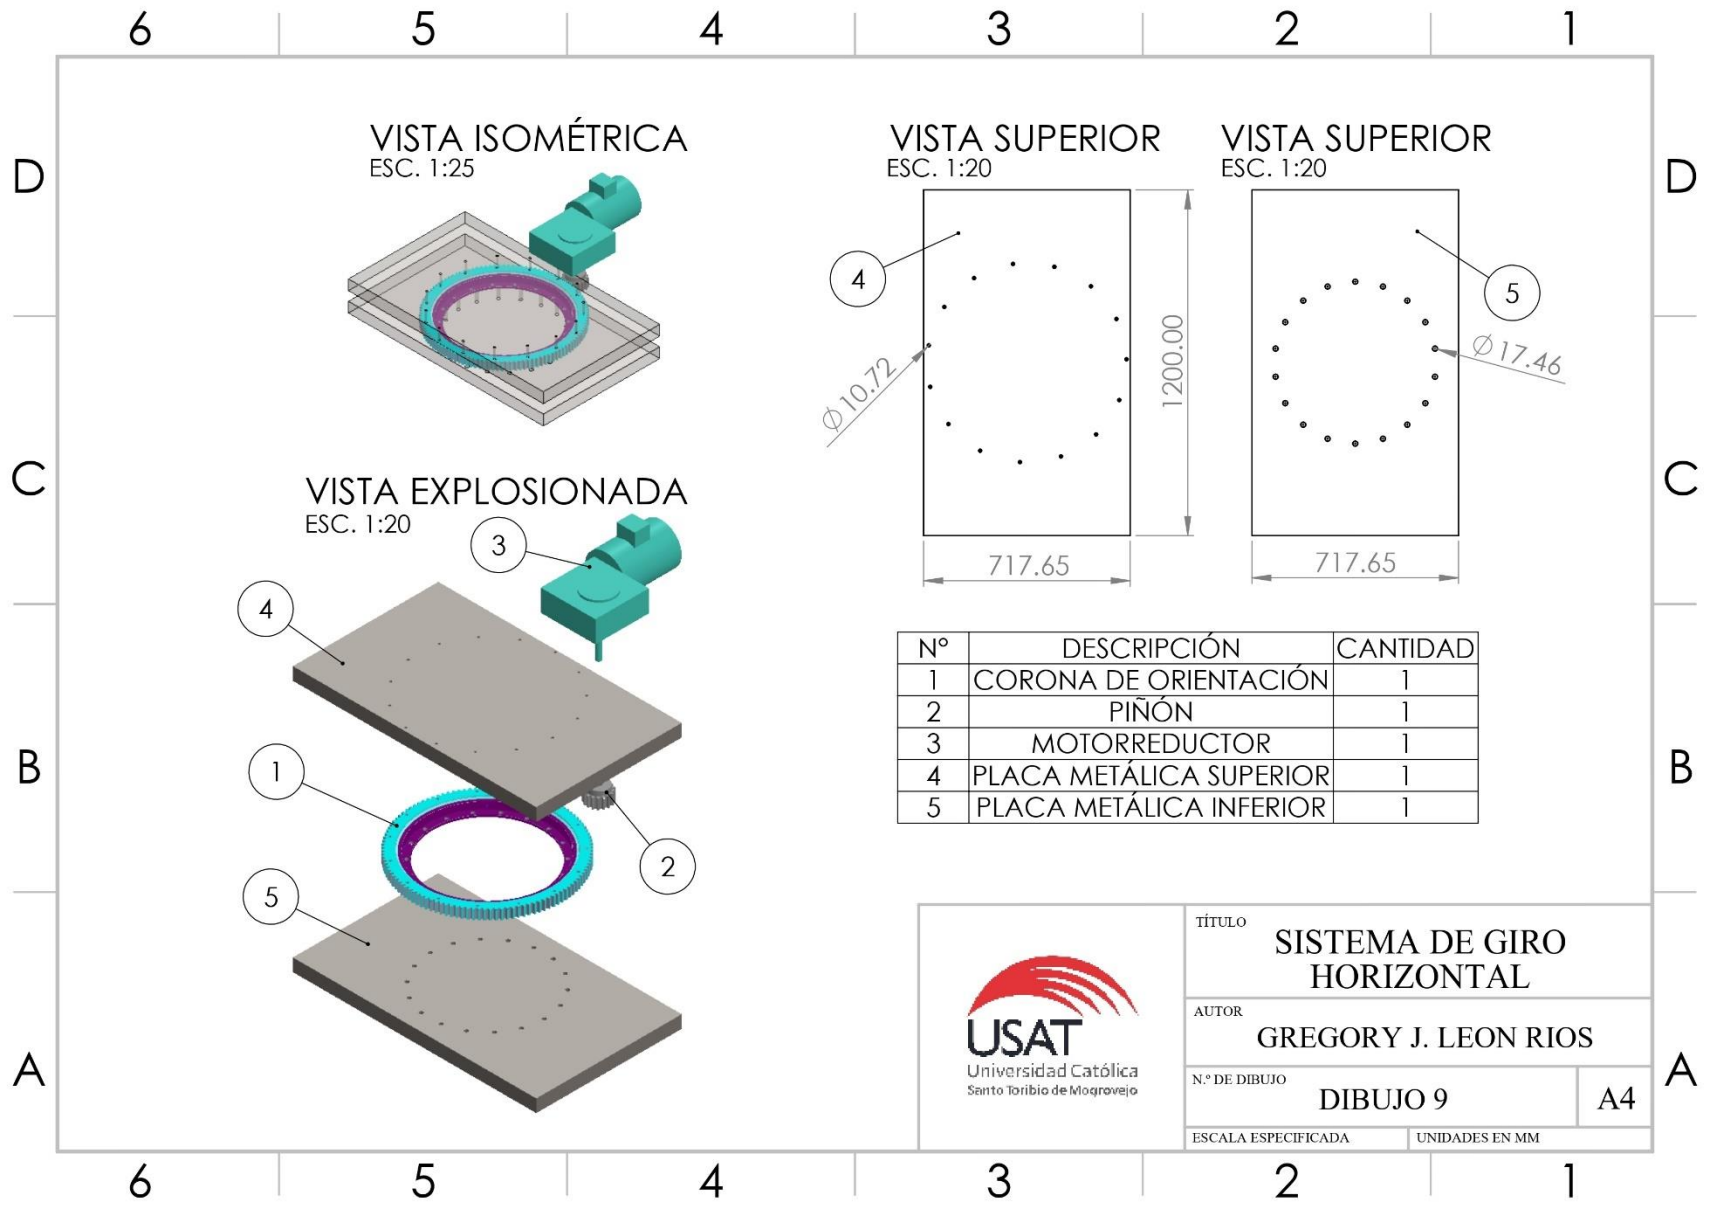 6 5 4 3 2 1
D D
C C
B B
A A
VISTA ISOMÉTRICA
ESC. 1:25
VISTA SUPERIOR
ESC. 1:20
4
Ø10.72
1200.00
717.65
VISTA SUPERIOR
ESC. 1:20
5
Ø17.46
717.65
VISTA EXPLOSIONADA
ESC. 1:20
3
4
1
2
5
N° DESCRIPCIÓN CANTIDAD
1 CORONA DE ORIENTACIÓN 1
2 PIÑÓN 1
3 MOTORREDUCTOR 1
4 PLACA METÁLICA SUPERIOR 1
5 PLACA METÁLICA INFERIOR 1
USAT
Universidad Católica
Santo Toribio de Mogrovejo
TÍTULO
SISTEMA DE GIRO
HORIZONTAL
AUTOR
GREGORY J. LEON RIOS
N.º DE DIBUJO
DIBUJO 9
A4
ESCALA ESPECIFICADA
UNIDADES EN MM
6 5 4 3 2 1